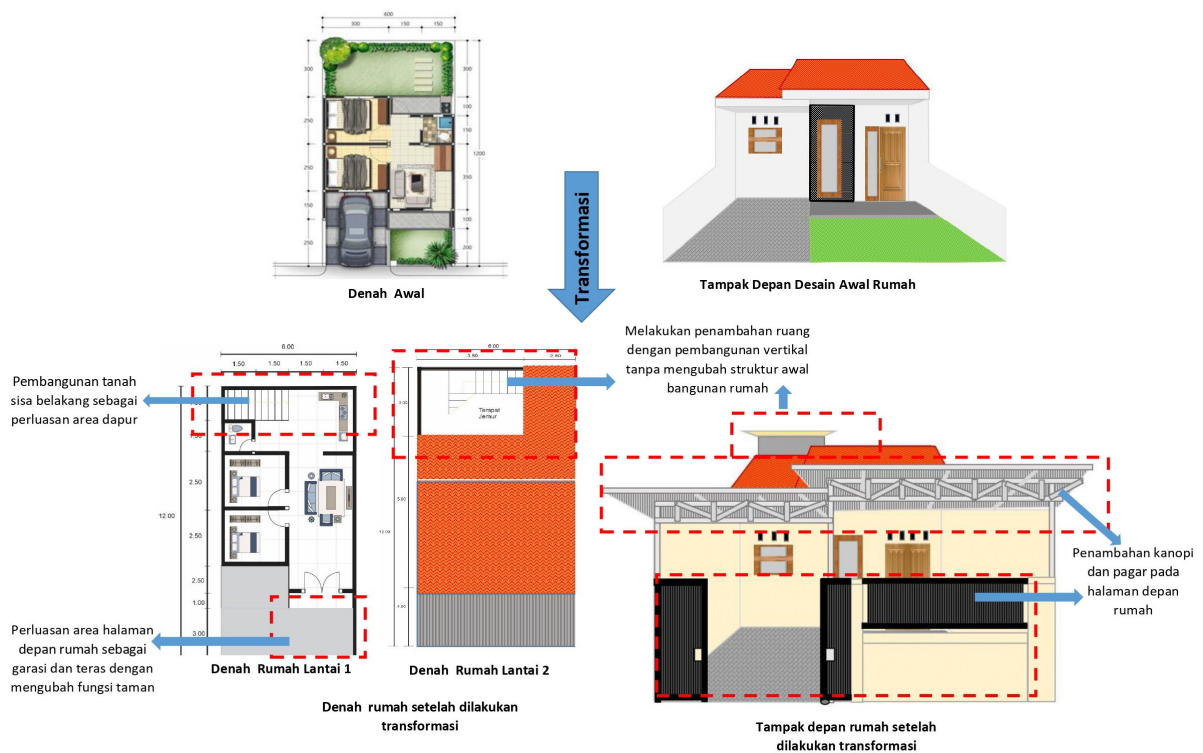 600
300
150
150
300
300
100
250
150
1200
250
350
150
100
250
200
Denah Awal
Tampak Depan Desain Awal Rumah
Transformasi
Melakukan penambahan ruang
dengan pembangunan vertikal
tanpa mengubah struktur awal
bangunan rumah
Pembangunan tanah
sisa belakang sebagai
perluasan area dapur
1.50
1.50
1.50
1.50
2.50
12.00
2.50
2.50
1.00
3.00
Denah Rumah Lantai 1
6.00
Tempat
Jemur
Denah Rumah Lantai 2
Perluasan area halaman
depan rumah sebagai
garasi dan teras dengan
mengubah fungsi taman
Denah rumah setelah dilakukan
transformasi
Penambahan kanopi
dan pagar pada
halaman depan
rumah
Tampak depan rumah setelah
dilakukan transformasi